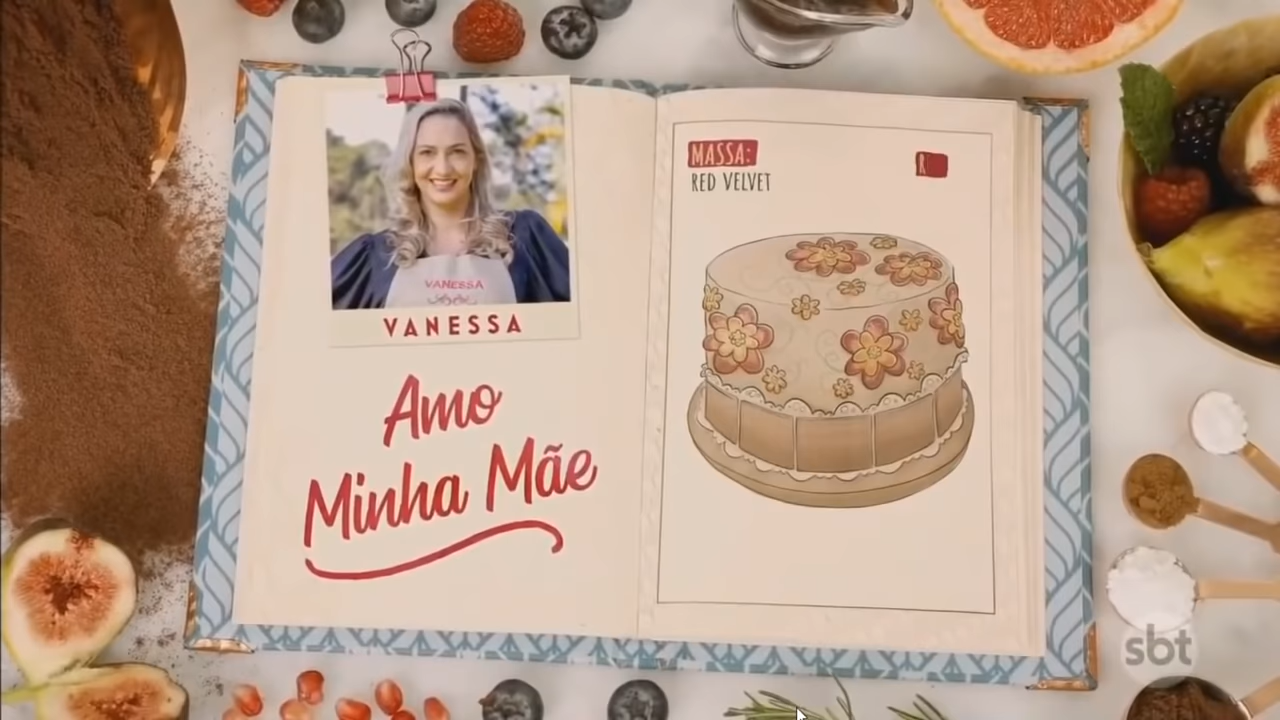 VANESSA
VANESSA
Amo
Minha Mãe
MASSA:
RED VELVET
R
sbt